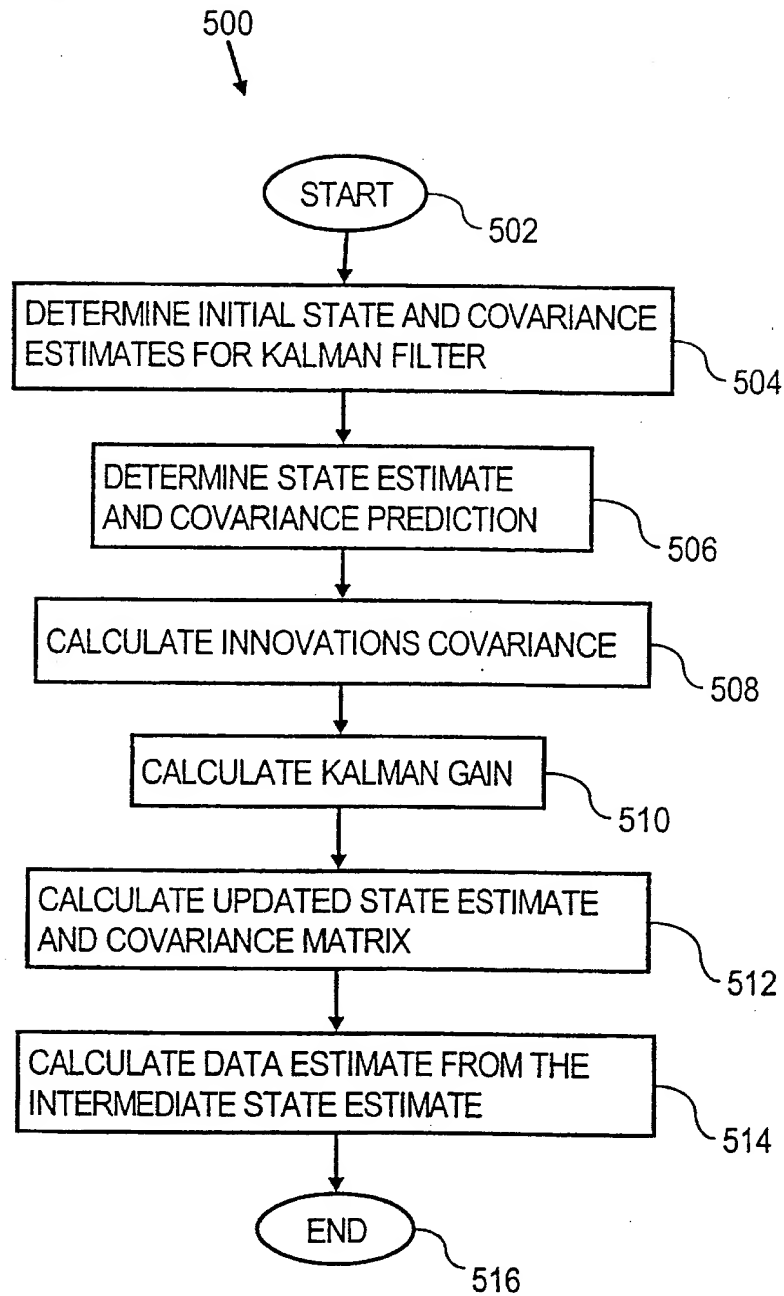 500
START
502
DETERMINE INITIAL STATE AND COVARIANCE
ESTIMATES FOR KALMAN FILTER
504
DETERMINE STATE ESTIMATE
AND COVARIANCE PREDICTION
506
CALCULATE INNOVATIONS COVARIANCE
508
CALCULATE KALMAN GAIN
510
CALCULATE UPDATED STATE ESTIMATE
AND COVARIANCE MATRIX
512
CALCULATE DATA ESTIMATE FROM THE
INTERMEDIATE STATE ESTIMATE
514
END
516